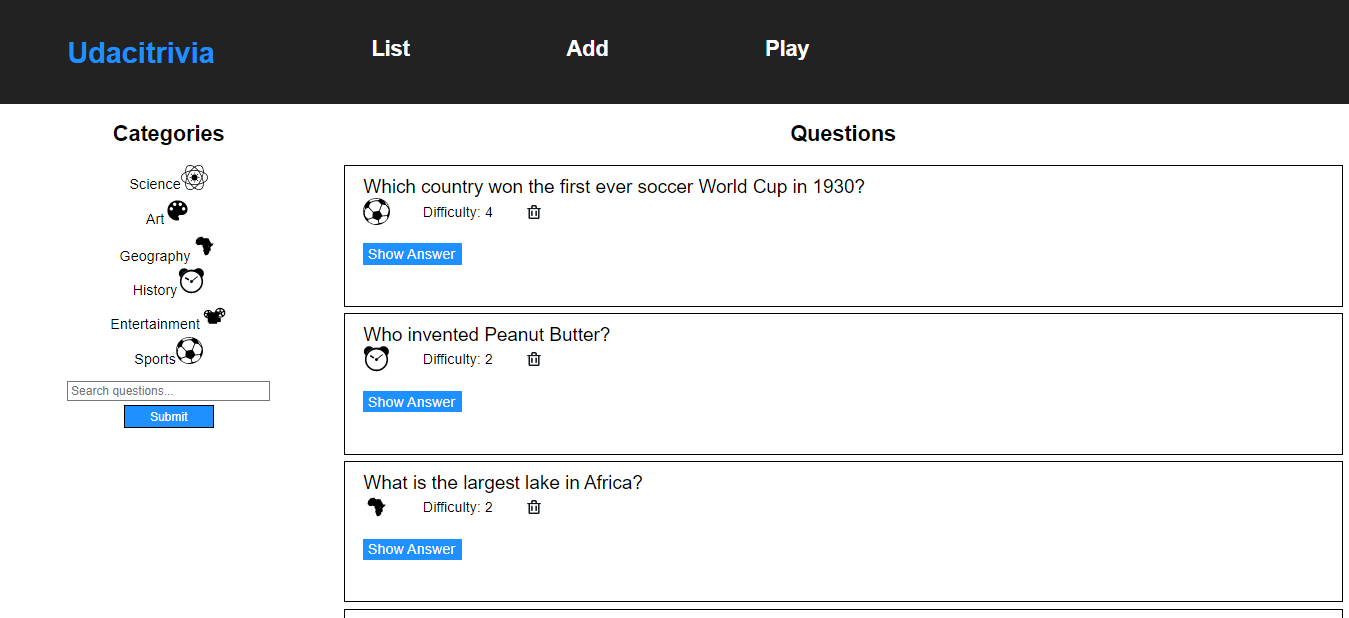 Udacitrivia
List
Add
Play
Categories
Science
Art
Geography
History
Entertainment
Sports
Search questions...
Submit
Questions
Which country won the first ever soccer World Cup in 1930?
Difficulty: 4
Show Answer
Who invented Peanut Butter?
Difficulty: 2
Show Answer
What is the largest lake in Africa?
Difficulty: 2
Show Answer